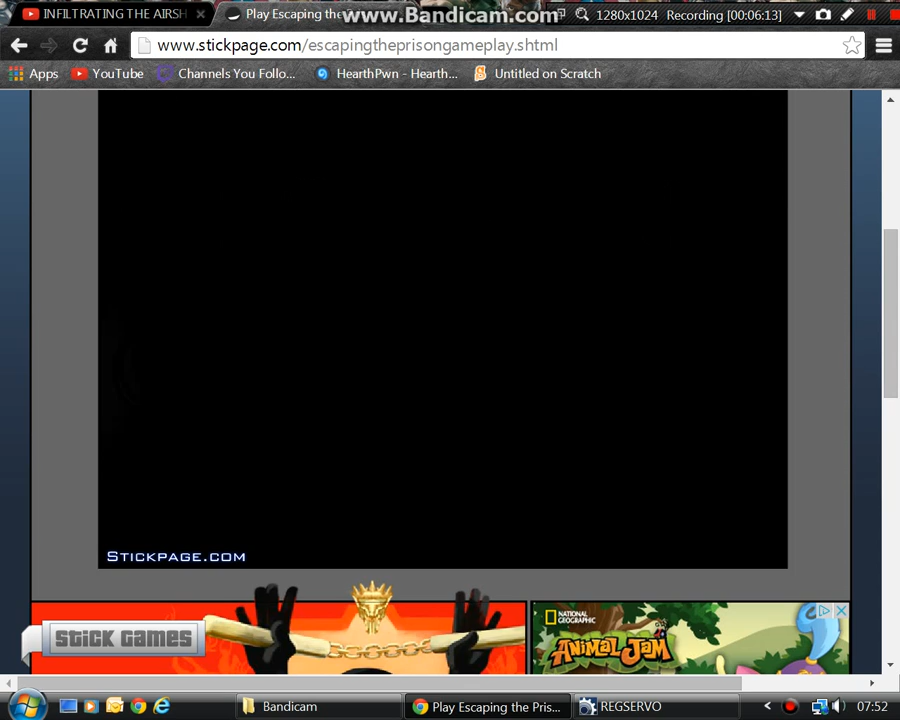 INFILTRATING THE AIRSH
Play Escaping the
www.Bandicam.com
1280x1024 Recording [00:06:13]
www.stickpage.com/escapingtheprisongameplay.shtml
Apps
YouTube
Channels You Follo...
HearthPwn - Hearth...
Untitled on Scratch
STICKPAGE.COM
STICK GAMES
NATIONAL GEOGRAPHIC
ANIMAL JAM
Bandicam
Play Escaping the Pris...
REGSERVO
07:52